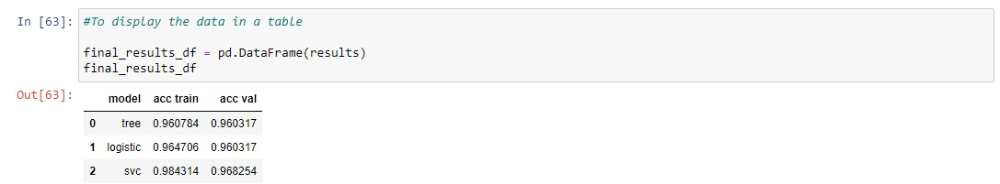 In [63]: #To display the data in a table
final_results_df = pd.DataFrame(results)
final_results_df
Out[63]:
model acc train acc val
0 tree 0.960784 0.960317
1 logistic 0.964706 0.960317
2 svc 0.984314 0.968254